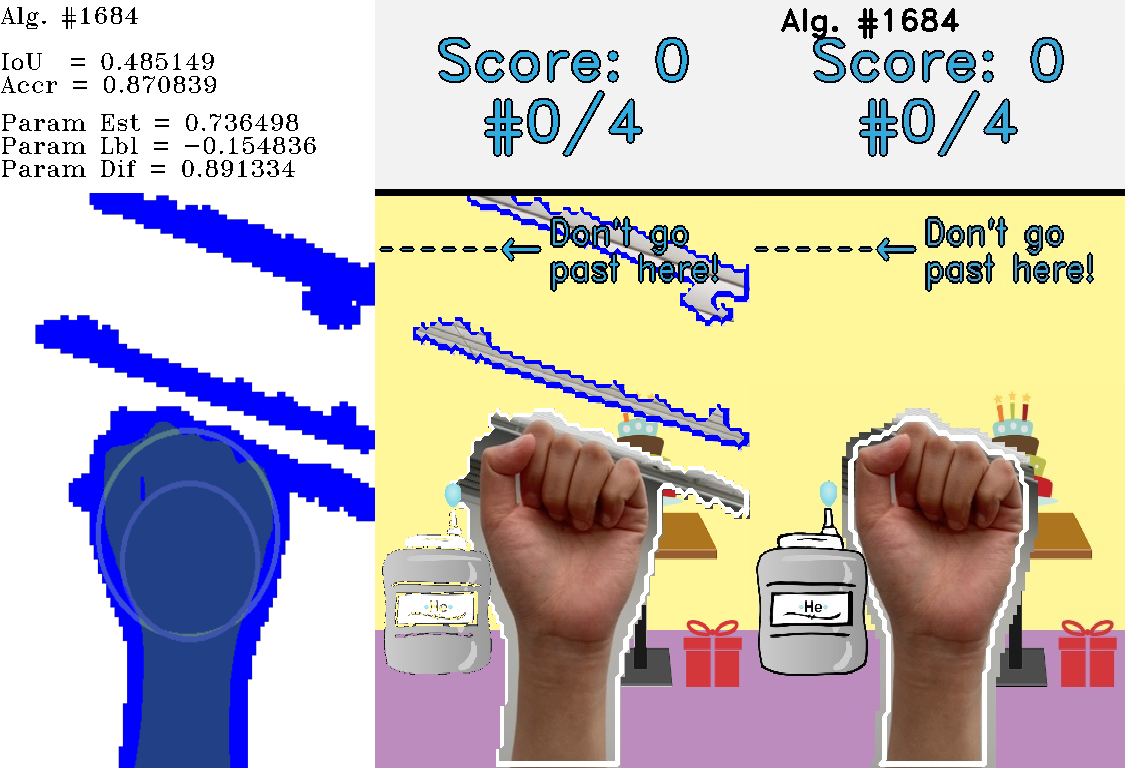 Alg. #1684
IoU = 0.485149
Accr = 0.870839
Param Est = 0.736498
Param Lbl = −0.154836
Param Dif = 0.891334
Score: 0
#0/4
Don't go
past here!
He
Alg. #1684
Score: 0
#0/4
Don't go
past here!
He